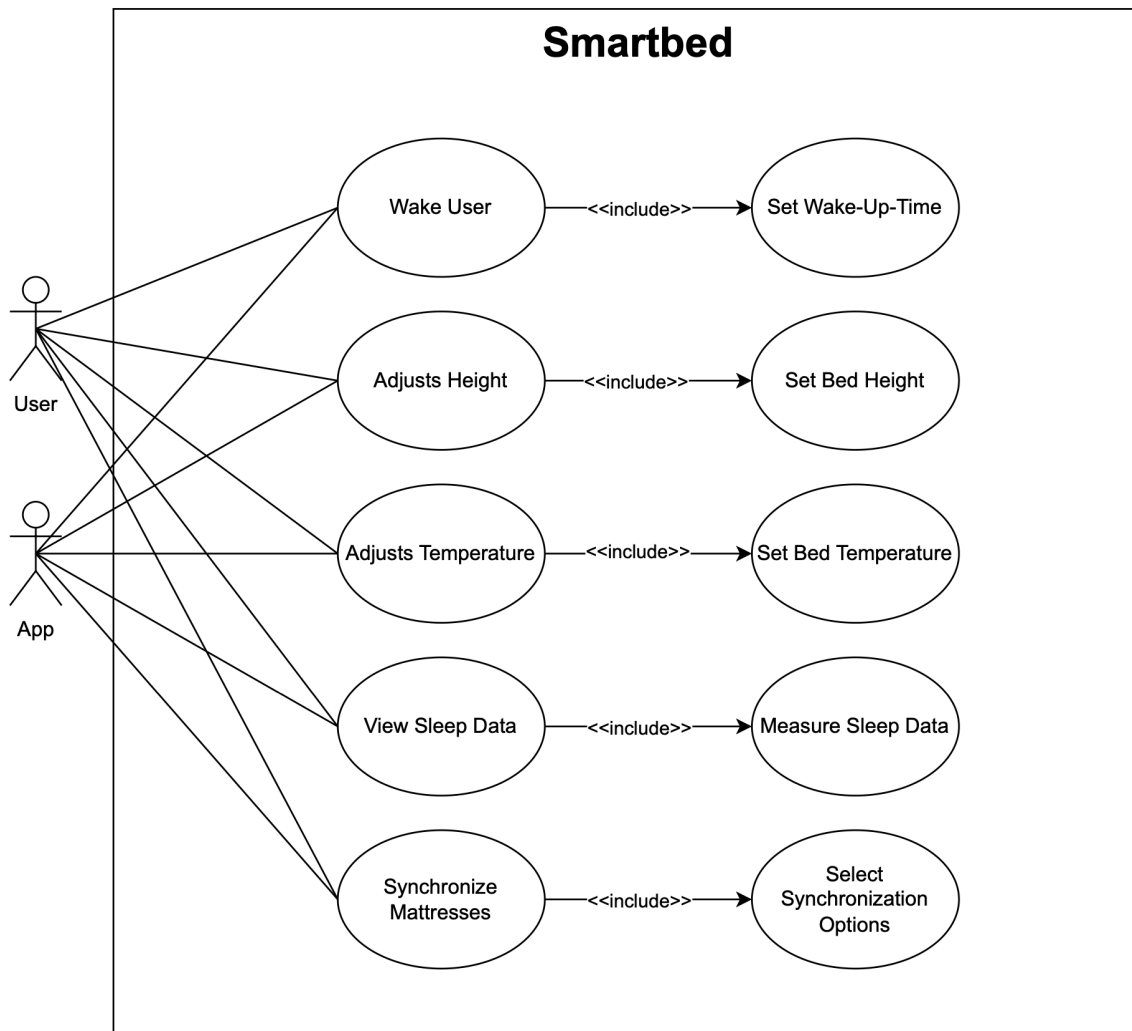 Smartbed
Wake User
<<include>>
Set Wake-Up-Time
User
Adjusts Height
<<include>>
Set Bed Height
App
Adjusts Temperature
<<include>>
Set Bed Temperature
View Sleep Data
<<include>>
Measure Sleep Data
Synchronize
Mattresses
<<include>>
Select
Synchronization
Options